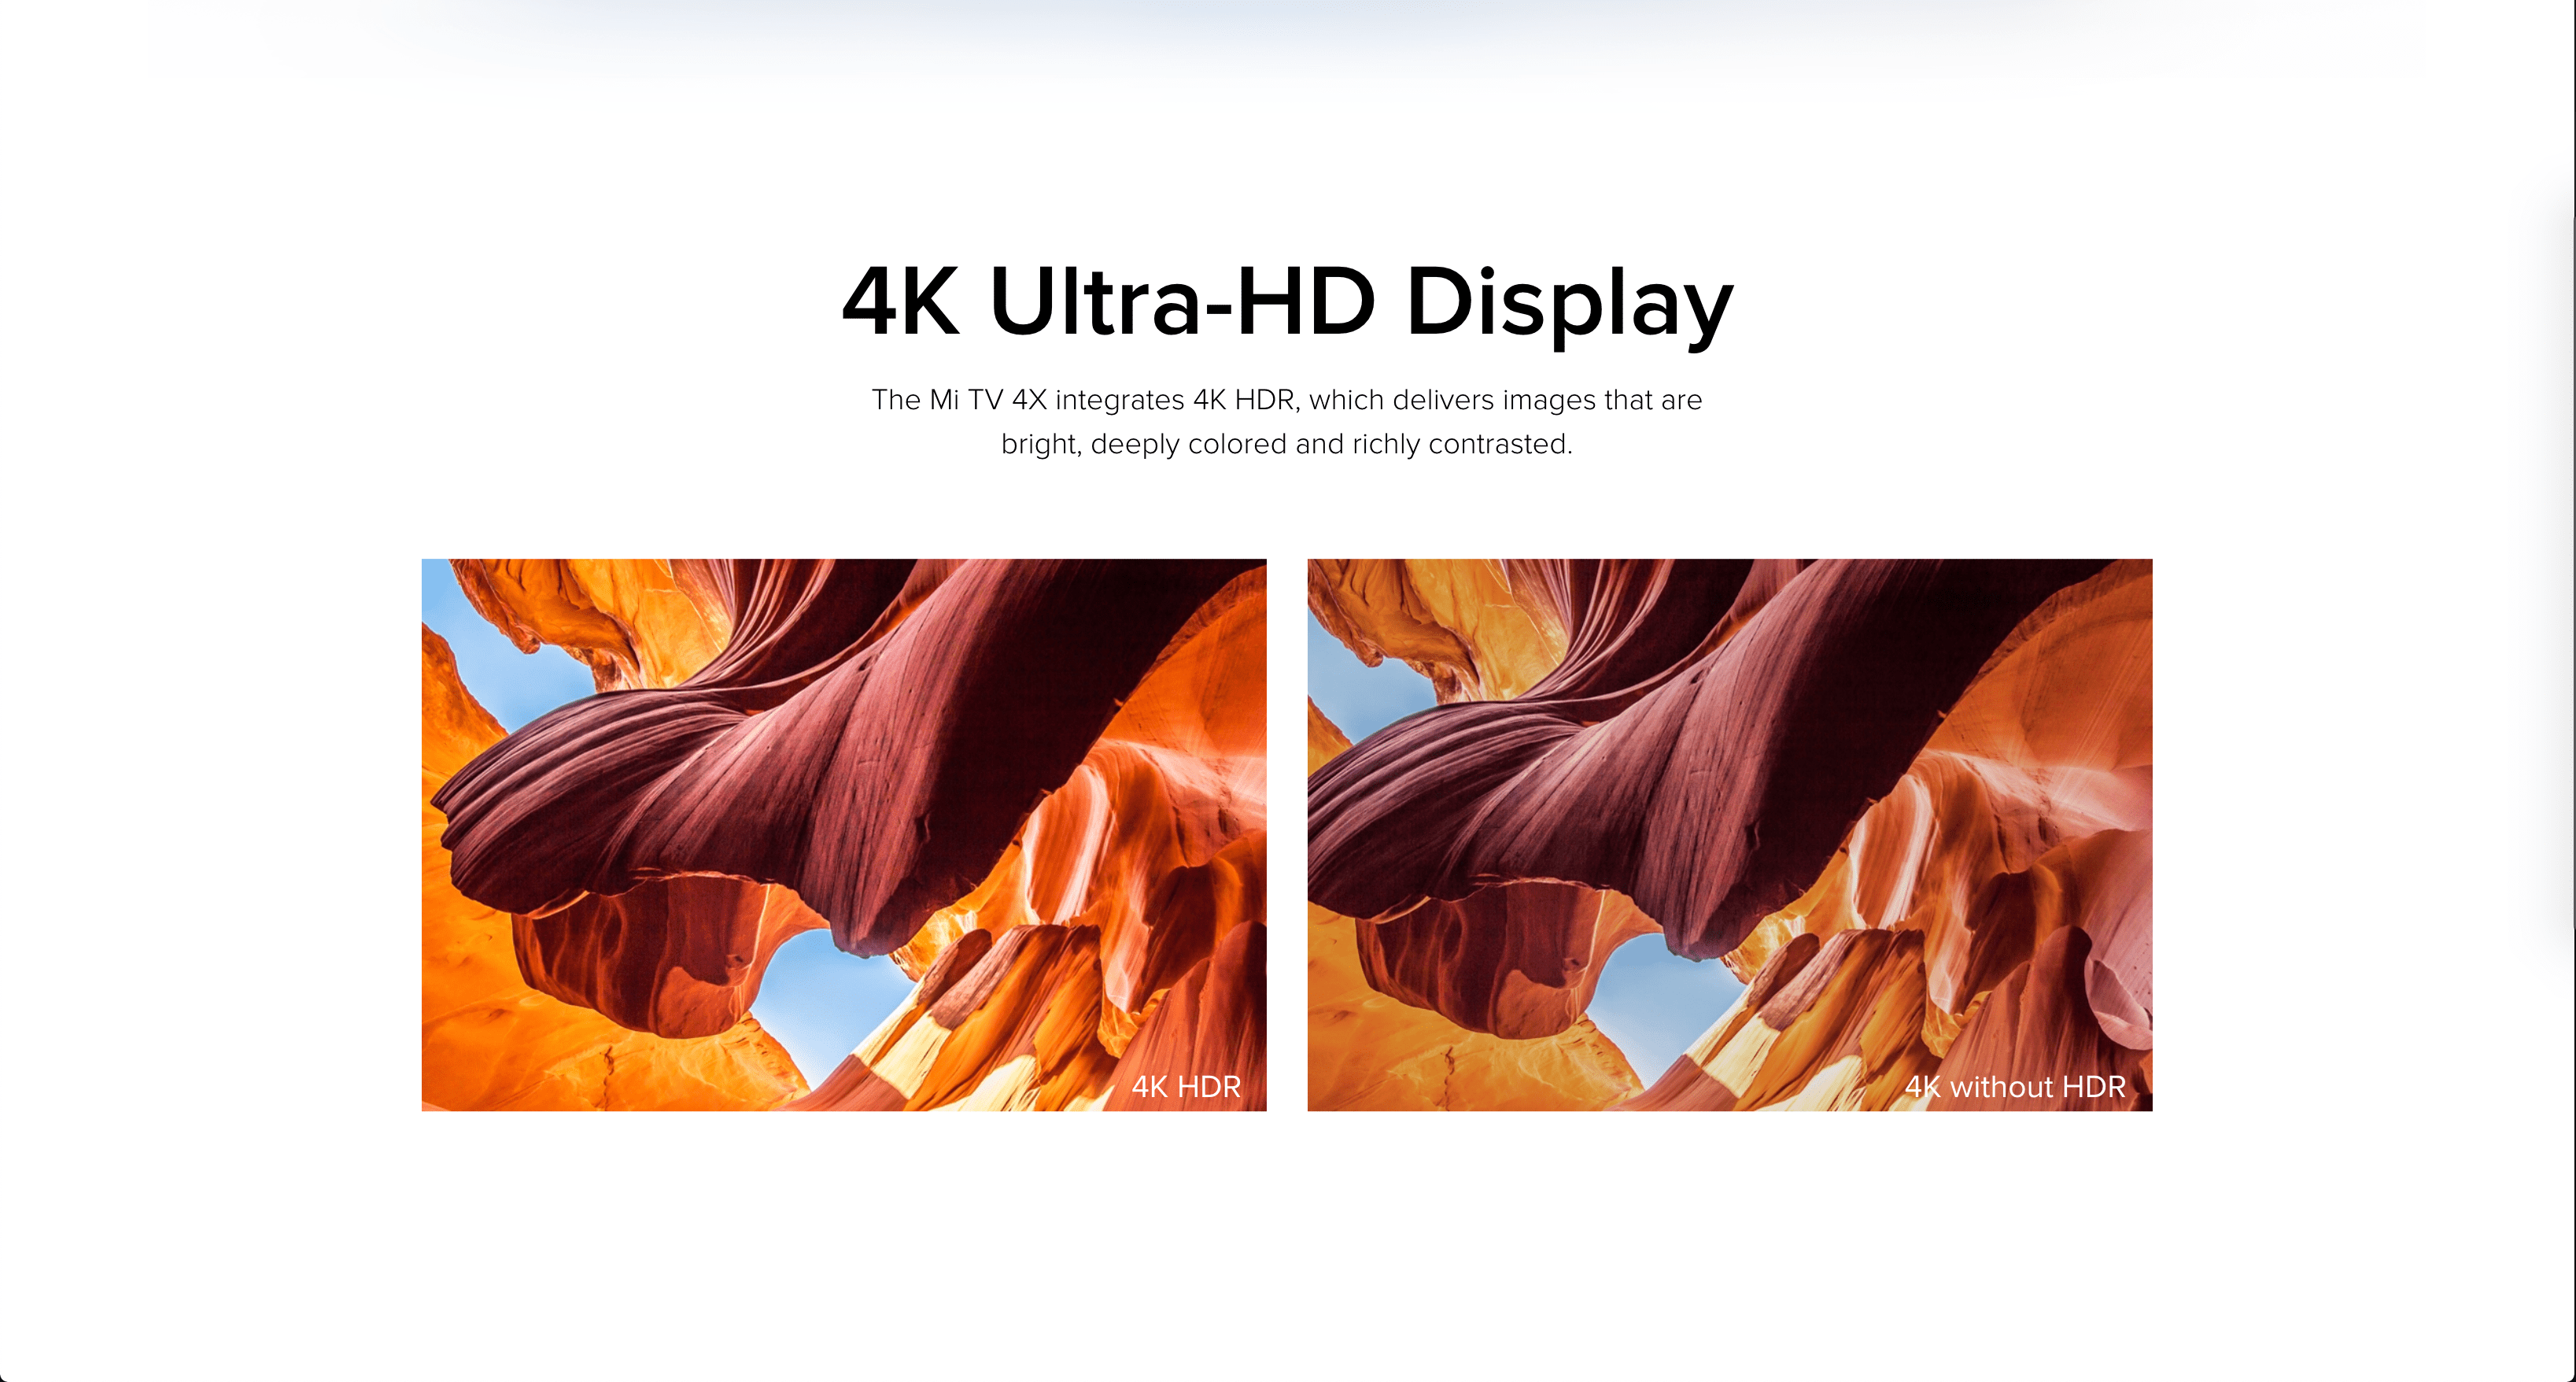 4K Ultra-HD Display
The Mi TV 4X integrates 4K HDR, which delivers images that are
bright, deeply colored and richly contrasted.
4K HDR
4K without HDR